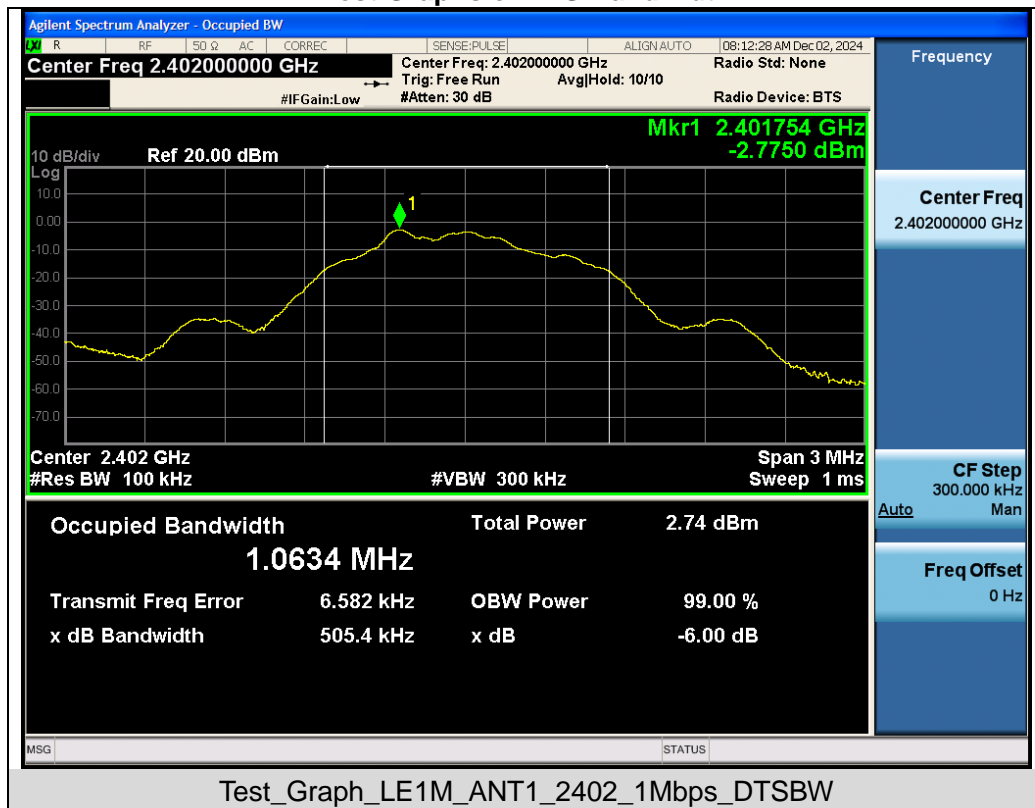 Agilent Spectrum Analyzer - Occupied BW
LXI R RF 50 Ω AC CORREC SENSE:PULSE ALIGN AUTO 08:12:28 AM Dec 02, 2024
Center Freq 2.402000000 GHz
Center Freq: 2.402000000 GHz
Radio Std: None
Trig: Free Run Avg|Hold: 10/10
#IFGain:Low #Atten: 30 dB Radio Device: BTS
Mkr1 2.401754 GHz
-2.7750 dBm
10 dB/div Ref 20.00 dBm
Log
10.0
0.00
-10.0
-20.0
-30.0
-40.0
-50.0
-60.0
-70.0
1
Center 2.402 GHz Span 3 MHz
#Res BW 100 kHz #VBW 300 kHz Sweep 1 ms
Occupied Bandwidth Total Power 2.74 dBm
1.0634 MHz
Transmit Freq Error 6.582 kHz OBW Power 99.00 %
x dB Bandwidth 505.4 kHz x dB -6.00 dB
Frequency
Center Freq
2.402000000 GHz
CF Step
300.000 kHz
Auto Man
Freq Offset
0 Hz
MSG STATUS
Test_Graph_LE1M_ANT1_2402_1Mbps_DTSBW